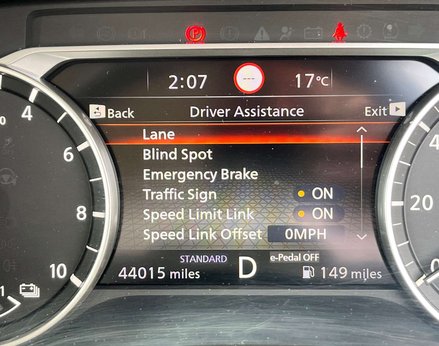 P
2:07
---
17°C
Back
Driver Assistance
Exit
Lane
Blind Spot
Emergency Brake
Traffic Sign ON
Speed Limit Link ON
Speed Link Offset 0MPH
STANDARD
e-Pedal OFF
44015 miles
D
149 miles
4
6
8
10
20